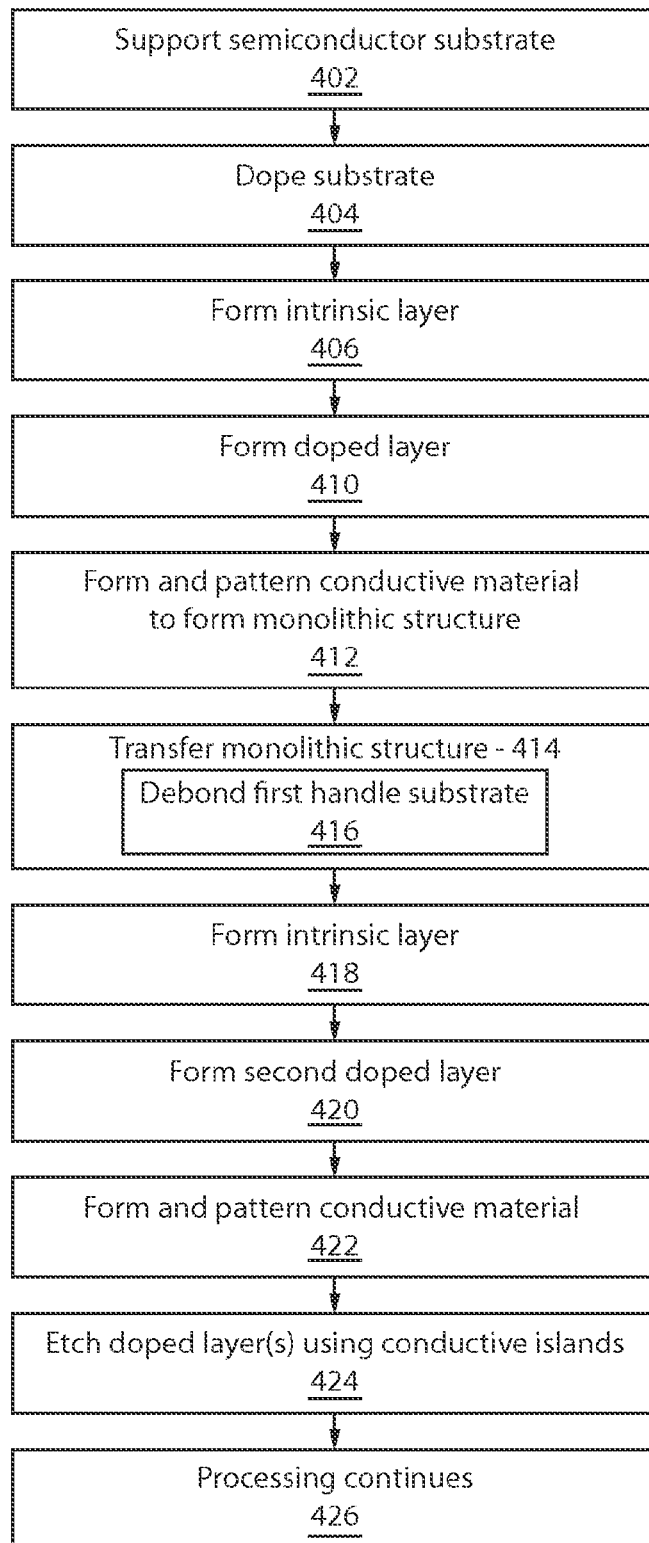 Support semiconductor substrate
402
Dope substrate
404
Form intrinsic layer
406
Form doped layer
410
Form and pattern conductive material
to form monolithic structure
412
Transfer monolithic structure - 414
Debond first handle substrate
416
Form intrinsic layer
418
Form second doped layer
420
Form and pattern conductive material
422
Etch doped layer(s) using conductive islands
424
Processing continues
426